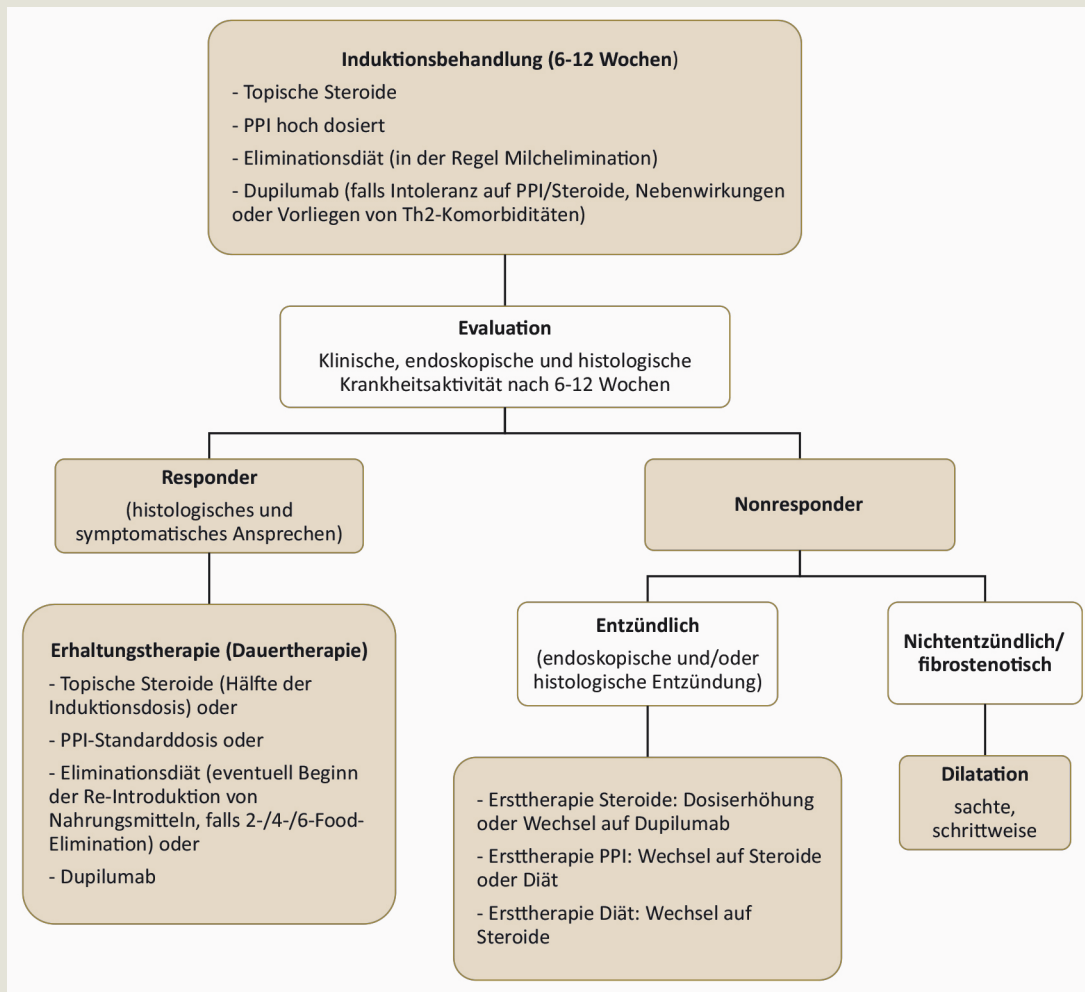 Induktionsbehandlung (6-12 Wochen)
- Topische Steroide
- PPI hoch dosiert
- Eliminationsdiät (in der Regel Milchelimination)
- Dupilumab (falls Intoleranz auf PPI/Steroide, Nebenwirkungen
oder Vorliegen von Th2-Komorbiditäten)
Evaluation
Klinische, endoskopische und histologische
Krankheitsaktivität nach 6-12 Wochen
Responder
(histologisches und
symptomatisches Ansprechen)
Nonresponder
Erhaltungstherapie (Dauertherapie)
- Topische Steroide (Hälfte der
Induktionsdosis) oder
- PPI-Standarddosis oder
- Eliminationsdiät (eventuell Beginn
der Re-Introduktion von
Nahrungsmitteln, falls 2-/4-/6-Food-
Elimination) oder
- Dupilumab
Entzündlich
(endoskopische und/oder
histologische Entzündung)
Nichtentzündlich/
fibrostenotisch
- Ersttherapie Steroide: Dosiserhöhung
oder Wechsel auf Dupilumab
- Ersttherapie PPI: Wechsel auf Steroide
oder Diät
- Ersttherapie Diät: Wechsel auf
Steroide
Dilatation
sachte,
schrittweise